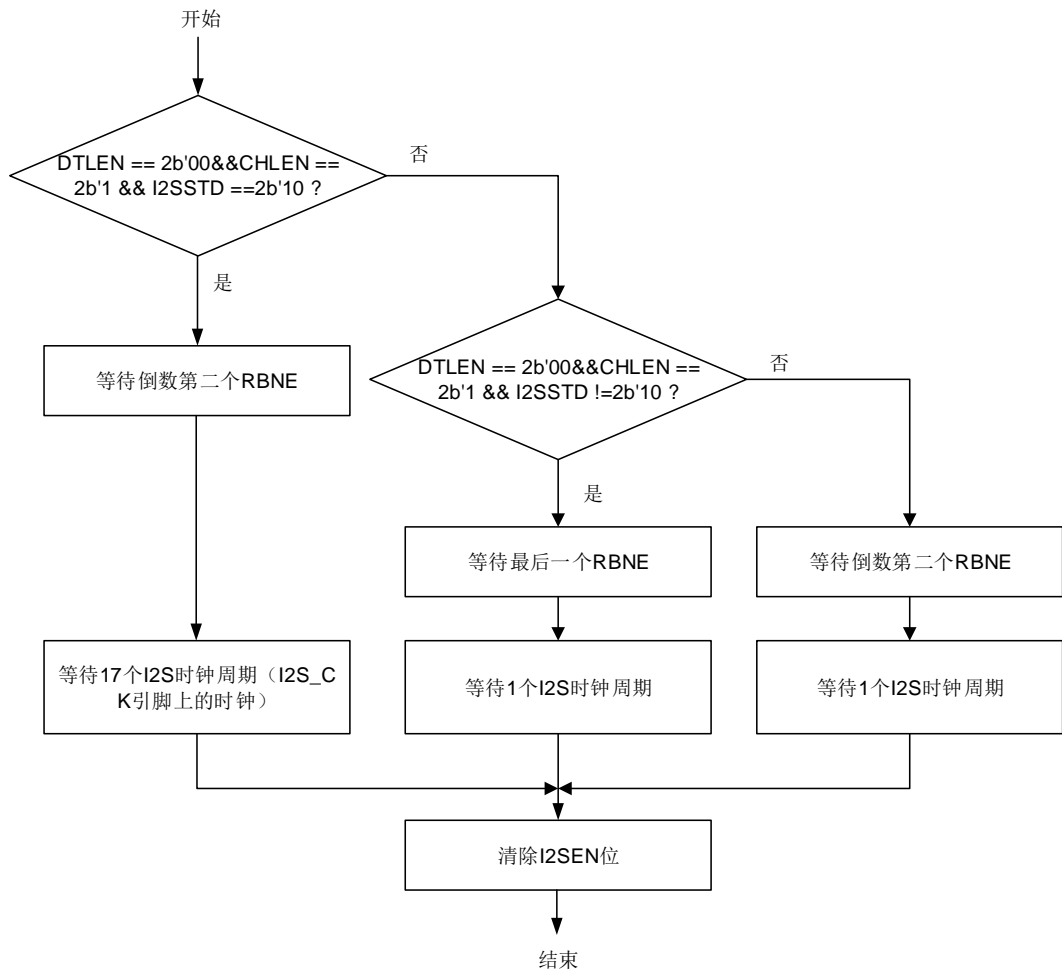 开始
DTLEN == 2b'00&&CHLEN ==
2b'1 && I2SSTD ==2b'10 ?
否
是
等待倒数第二个RBNE
DTLEN == 2b'00&&CHLEN ==
2b'1 && I2SSTD !=2b'10 ?
否
是
等待最后一个RBNE
等待倒数第二个RBNE
等待17个I2S时钟周期（I2S_C
K引脚上的时钟）
等待1个I2S时钟周期
等待1个I2S时钟周期
清除I2SEN位
结束